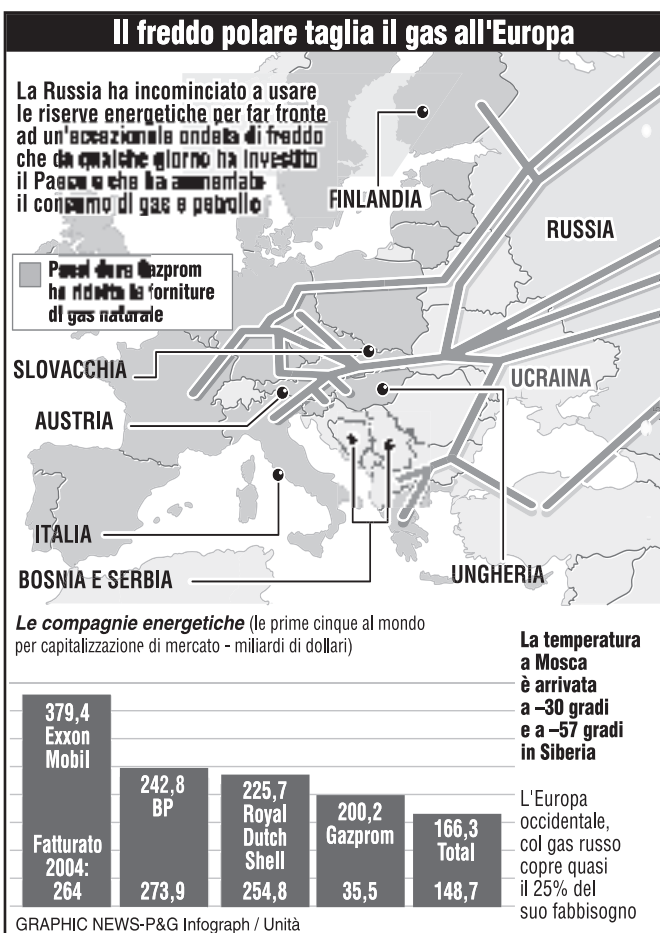 Il freddo polare taglia il gas all'Europa
La Russia ha incominciato a usare
le riserve energetiche per far fronte
ad un'eccezionale ondata di freddo
che da qualche giorno ha investito
il Paese e che ha aumentato
il consumo di gas e petrolio
Paesi dove Gazprom
ha ridotto le forniture
di gas naturale
FINLANDIA
RUSSIA
SLOVACCHIA
UCRAINA
AUSTRIA
ITALIA
BOSNIA E SERBIA
UNGHERIA
Le compagnie energetiche (le prime cinque al mondo
per capitalizzazione di mercato - miliardi di dollari)
379,4
Exxon
Mobil
Fatturato
2004:
264
242,8
BP
273,9
225,7
Royal
Dutch
Shell
254,8
200,2
Gazprom
35,5
166,3
Total
148,7
La temperatura
a Mosca
è arrivata
a –30 gradi
e a –57 gradi
in Siberia
L'Europa
occidentale,
col gas russo
copre quasi
il 25% del
suo fabbisogno
GRAPHIC NEWS-P&G Infograph / Unità